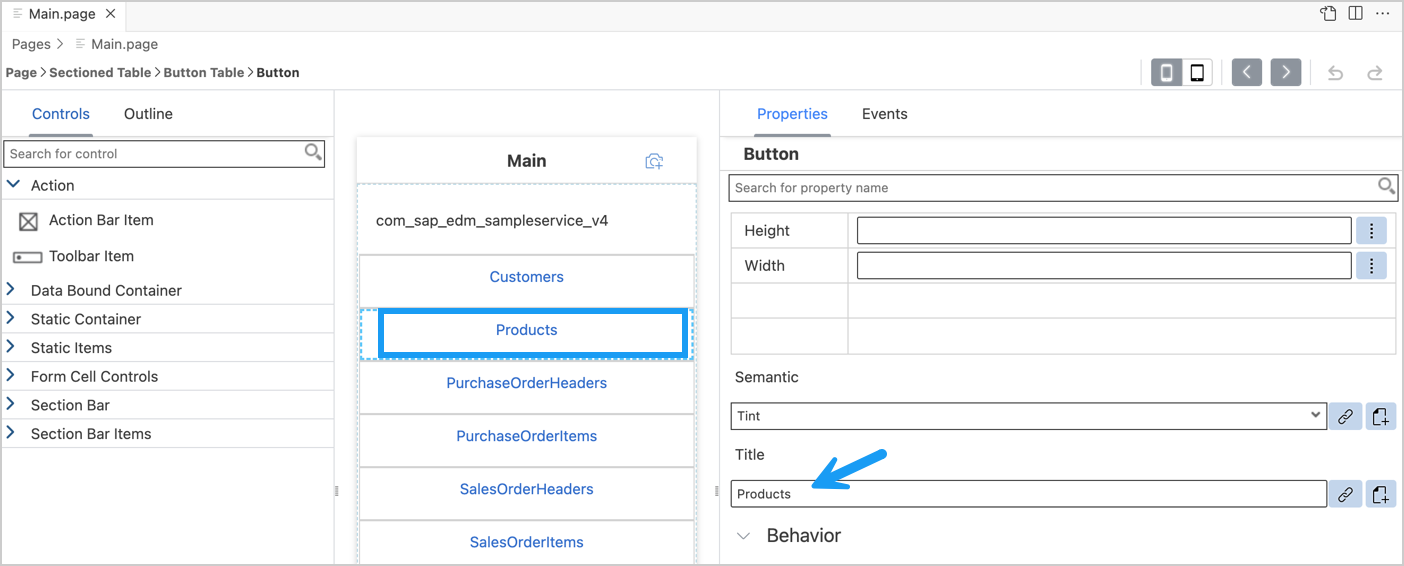 Main.page
Pages > Main.page
Page > Sectioned Table > Button Table > Button
Controls
Outline
Search for control
Action
Action Bar Item
Toolbar Item
Data Bound Container
Static Container
Static Items
Form Cell Controls
Section Bar
Section Bar Items
Main
com_sap_edm_sampleservice_v4
Customers
Products
PurchaseOrderHeaders
PurchaseOrderItems
SalesOrderHeaders
SalesOrderItems
Properties
Events
Button
Search for property name
Height
Width
Semantic
Tint
Title
Products
Behavior